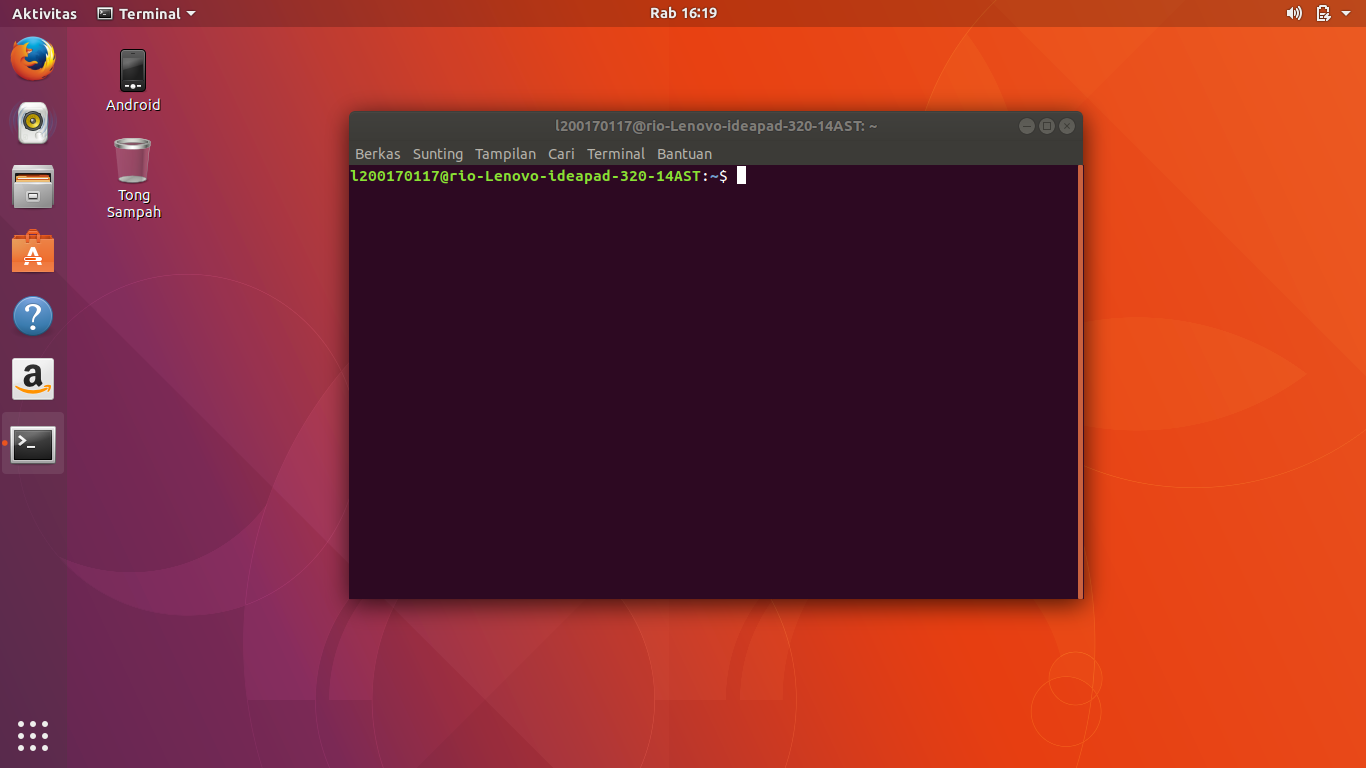 Aktivitas Terminal Rab 16:19
Android
Tong
Sampah
l200170117@rio-Lenovo-ideapad-320-14AST: ~
Berkas Sunting Tampilan Cari Terminal Bantuan
l200170117@rio-Lenovo-ideapad-320-14AST:~$